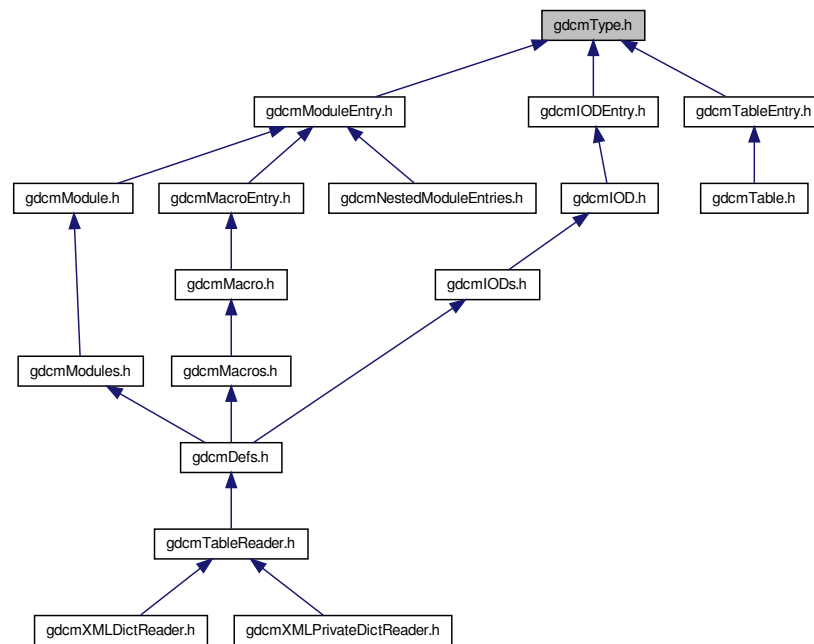 gdcmType.h
gdcmModuleEntry.h
gdcmIODEntry.h
gdcmTableEntry.h
gdcmModule.h
gdcmMacroEntry.h
gdcmNestedModuleEntries.h
gdcmIOD.h
gdcmTable.h
gdcmMacro.h
gdcmIODs.h
gdcmModules.h
gdcmMacros.h
gdcmDefs.h
gdcmTableReader.h
gdcmXMLDictReader.h
gdcmXMLPrivateDictReader.h